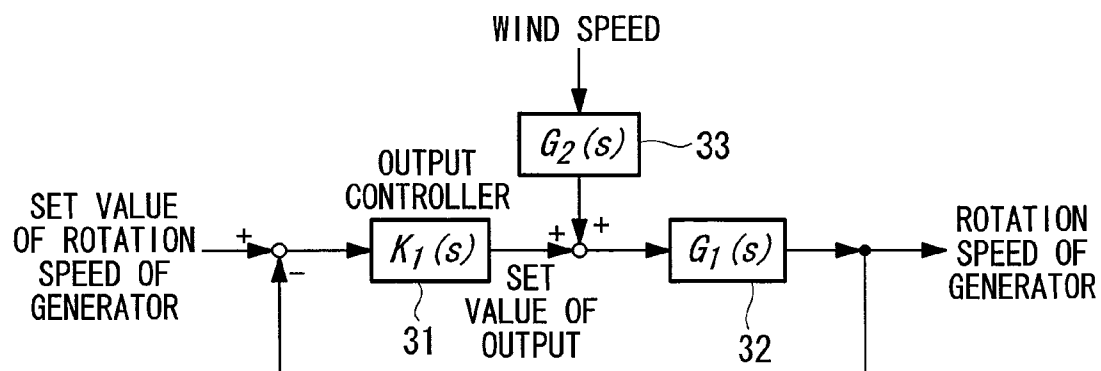 WIND SPEED
G2(s)
33
OUTPUT
CONTROLLER
SET VALUE
OF ROTATION
SPEED OF
GENERATOR
+
−
K1(s)
31
+
+
SET
VALUE OF
OUTPUT
G1(s)
32
ROTATION
SPEED OF
GENERATOR